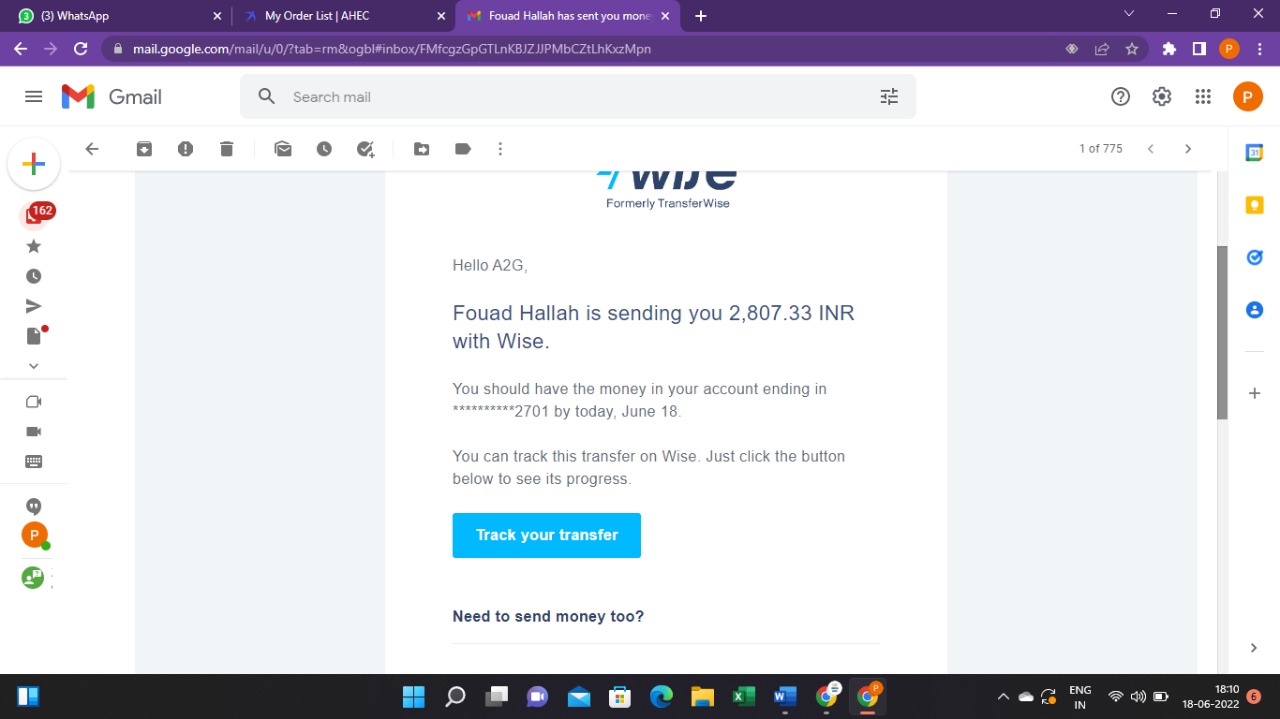 (3) WhatsApp
My Order List | AHEC
Fouad Hallah has sent you mone
mail.google.com/mail/u/0/?tab=rm&ogbl#inbox/FMfcgzGpGTLnKBJZJJPMbCZtLhKxzMpn
P
Gmail
Search mail
P
1 of 775
31
162
wise
Formerly TransferWise
Hello A2G,
Fouad Hallah is sending you 2,807.33 INR
with Wise.
You should have the money in your account ending in
**********2701 by today, June 18.
You can track this transfer on Wise. Just click the button
below to see its progress.
Track your transfer
P
Need to send money too?
P
ENG
IN
18:10
18-06-2022
6